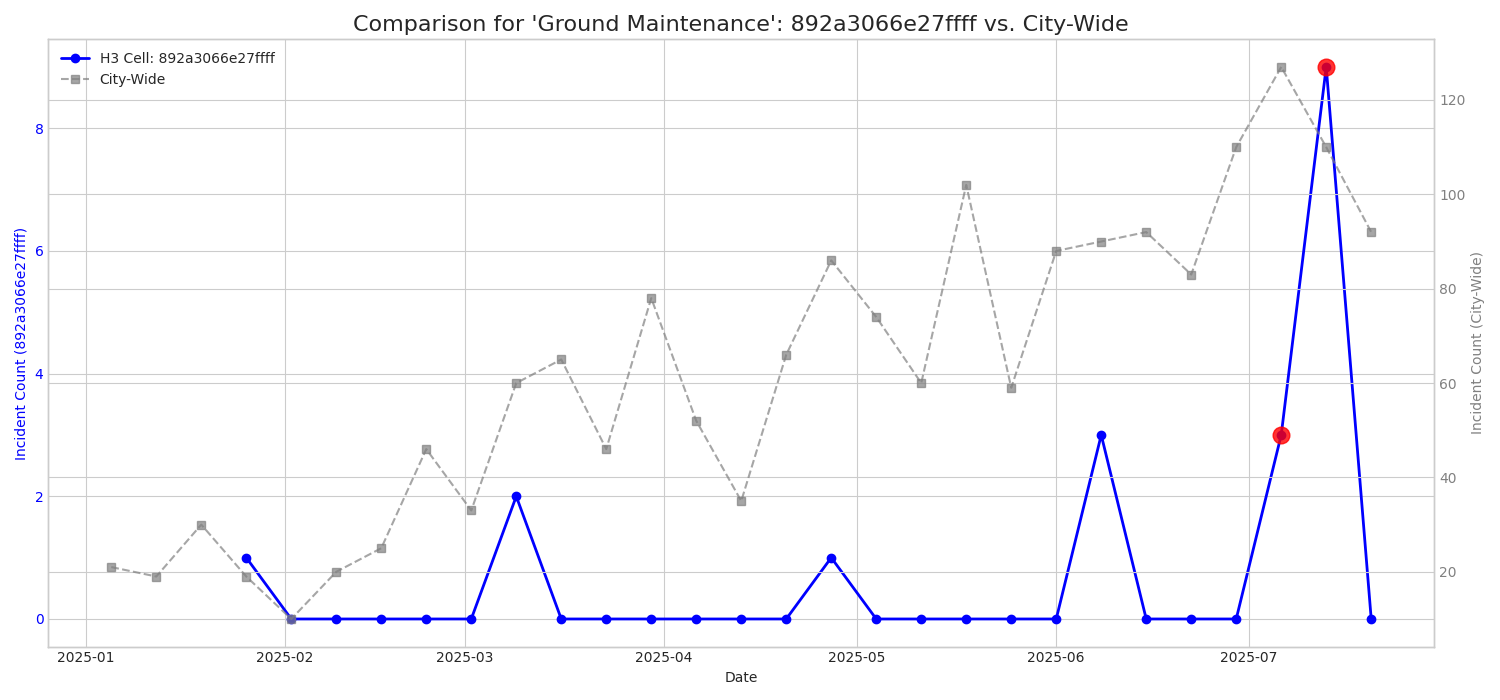 Comparison for 'Ground Maintenance': 892a3066e27ffff vs. City-Wide
H3 Cell: 892a3066e27ffff
City-Wide
Incident Count (892a3066e27ffff)
8
6
4
2
0
120
100
80
60
40
20
Incident Count (City-Wide)
2025-01 2025-02 2025-03 2025-04 2025-05 2025-06 2025-07
Date